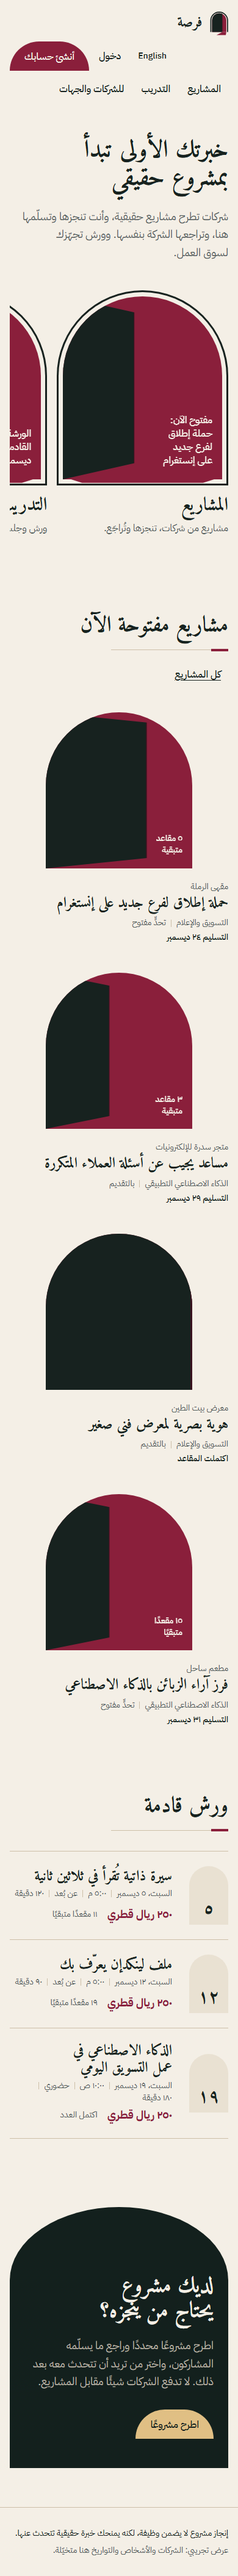 فرصة
English
دخول
أنشئ حسابك
المشاريع
التدريب
للشركات والجهات
خبرتك الأولى تبدأ
بمشروع حقيقي
شركات تطرح مشاريع حقيقية، وأنت تنجزها وتسلّمها
هنا، وتراجعها الشركة بنفسها. وورش تجهّزك
لسوق العمل.
مفتوح الآن:
حملة إطلاق
لفرع جديد
على إنستغرام
المشاريع
مشاريع من شركات، تنجزها وتُراجَع.
مشاريع مفتوحة الآن
كل المشاريع
٥ مقاعد
متبقية
مقهى الرملة
حملة إطلاق لفرع جديد على إنستغرام
التسويق والإعلام | تحدٍّ مفتوح
التسليم ٢٤ ديسمبر
٣ مقاعد
متبقية
متجر سدرة للإلكترونيات
مساعد يجيب عن أسئلة العملاء المتكررة
الذكاء الاصطناعي التطبيقي | بالتقديم
التسليم ٢٩ ديسمبر
معرض بيت الطين
هوية بصرية لمعرض فني صغير
التسويق والإعلام | بالتقديم
اكتملت المقاعد
١٥ مقعدًا
متبقيًا
مطعم ساحل
فرز آراء الزبائن بالذكاء الاصطناعي
الذكاء الاصطناعي التطبيقي | تحدٍّ مفتوح
التسليم ٣١ ديسمبر
ورش قادمة
٥
سيرة ذاتية تُقرأ في ثلاثين ثانية
السبت، ٥ ديسمبر | ٥:٠٠ م | عن بُعد | ١٢٠ دقيقة
٢٥٠ ريال قطري
١١ مقعدًا متبقيًا
١٢
ملف لينكدإن يعرّف بك
السبت، ١٢ ديسمبر | ٥:٠٠ م | عن بُعد | ٩٠ دقيقة
٢٥٠ ريال قطري
١٩ مقعدًا متبقيًا
١٩
الذكاء الاصطناعي في
عمل التسويق اليومي
السبت، ١٩ ديسمبر | ١٠:٠٠ ص | حضوري |
١٨٠ دقيقة
٢٥٠ ريال قطري
اكتمل العدد
لديك مشروع
يحتاج من ينجزه؟
اطرح مشروعًا محددًا وراجع ما يسلّمه
المشاركون، واختر من تريد أن تتحدث معه بعد
ذلك. لا تدفع الشركات شيئًا مقابل المشاريع.
اطرح مشروعًا
إنجاز مشروع لا يضمن وظيفة، لكنه يمنحك خبرة حقيقية تتحدث عنها.
عرض تجريبي: الشركات والأشخاص والتواريخ هنا متخيّلة.